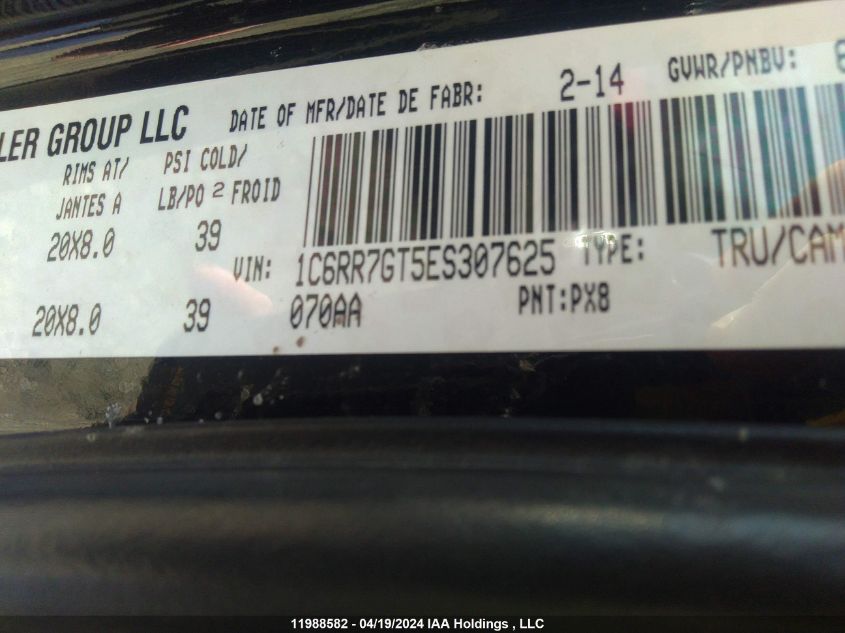 LER GROUP LLC DATE OF MFR/DATE DE FABR: 2-14 GVWR/PNBV: 6
RIMS AT/ PSI COLD/
JANTES A LB/PO 2 FROID
20X8.0 39
VIN: 1C6RR7GT5ES307625 TYPE: TRU/CAM
20X8.0 39 070AA PNT:PX8
11988582 - 04/19/2024 IAA Holdings , LLC